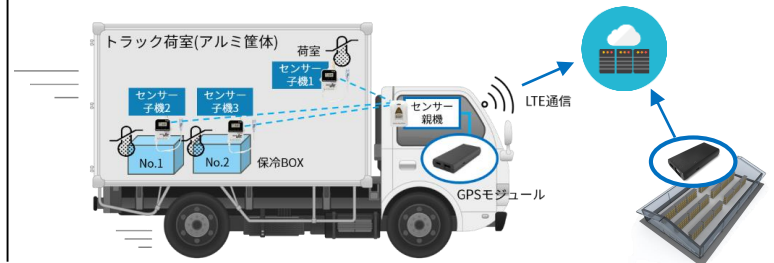 トラック荷室(アルミ筐体)
荷室
センサー
子機1
センサー
子機2
センサー
子機3
センサー
親機
LTE通信
No.1
No.2
保冷BOX
GPSモジュール